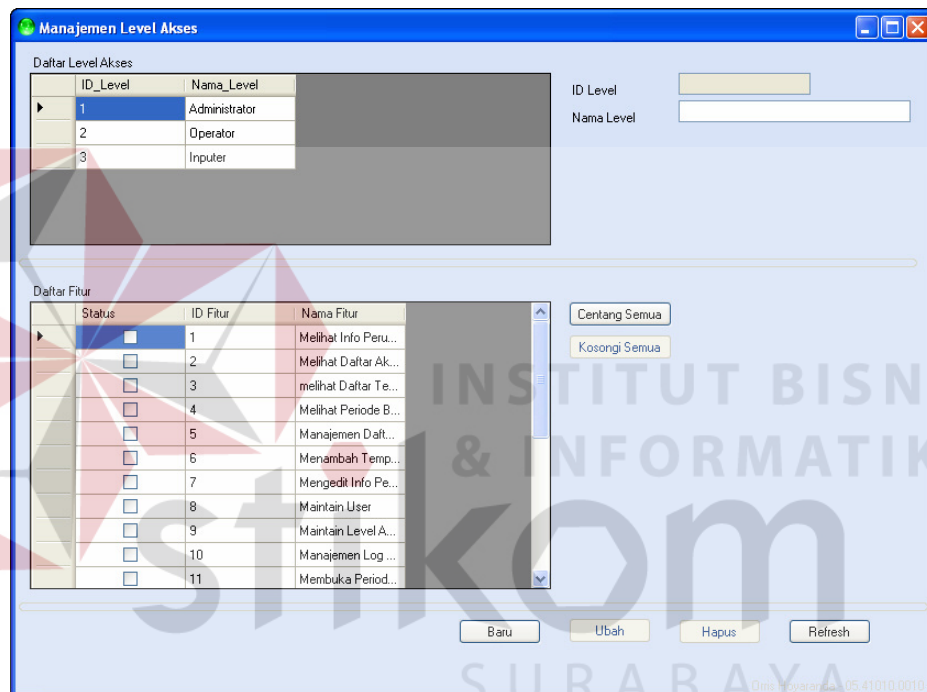 Manajemen Level Akses
Daftar Level Akses
ID_Level Nama_Level
1 Administrator
2 Operator
3 Inputer
ID Level
Nama Level
Daftar Fitur
Status ID Fitur Nama Fitur
1 Melihat Info Peru...
2 Melihat Daftar Ak...
3 melihat Daftar Te...
4 Melihat Periode B...
5 Manajemen Daft...
6 Menambah Temp...
7 Mengedit Info Pe...
8 Maintain User
9 Maintain Level A...
10 Manajemen Log ...
11 Membuka Period...
Centang Semua
Kosongi Semua
INSTITUT BISN
& INFORMATIK
stikom
SURABAYA
Baru Ubah Hapus Refresh
05.41010.0010